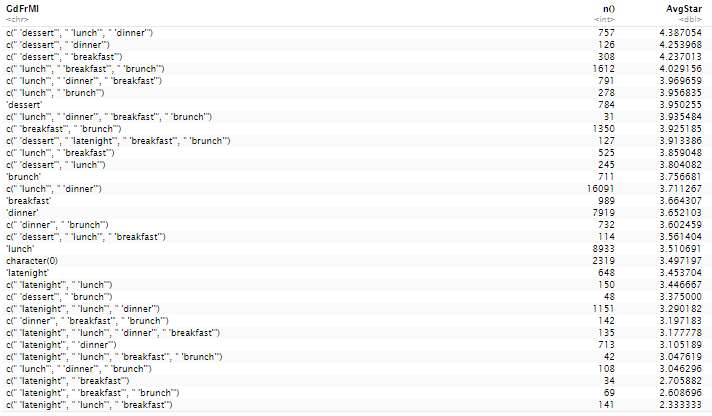 GdFrMl n() AvgStar
<chr> <int> <dbl>
c(" 'dessert'", " 'lunch'", " 'dinner'") 757 4.387054
c(" 'dessert'", " 'dinner'") 126 4.253968
c(" 'dessert'", " 'breakfast'") 308 4.237013
c(" 'lunch'", " 'breakfast'", " 'brunch'") 1612 4.029156
c(" 'lunch'", " 'dinner'", " 'breakfast'") 791 3.969659
c(" 'lunch'", " 'brunch'") 278 3.956835
'dessert' 784 3.950255
c(" 'lunch'", " 'dinner'", " 'breakfast'", " 'brunch'") 31 3.935484
c(" 'breakfast'", " 'brunch'") 1350 3.925185
c(" 'dessert'", " 'latenight'", " 'breakfast'", " 'brunch'") 127 3.913386
c(" 'lunch'", " 'breakfast'") 525 3.859048
c(" 'dessert'", " 'lunch'") 245 3.804082
'brunch' 711 3.756681
c(" 'lunch'", " 'dinner'") 16091 3.711267
'breakfast' 989 3.664307
'dinner' 7919 3.652103
c(" 'dinner'", " 'brunch'") 732 3.602459
c(" 'dessert'", " 'lunch'", " 'breakfast'") 114 3.561404
'lunch' 8933 3.510691
character(0) 2319 3.497197
'latenight' 648 3.453704
c(" 'latenight'", " 'lunch'") 150 3.446667
c(" 'dessert'", " 'brunch'") 48 3.375000
c(" 'latenight'", " 'lunch'", " 'dinner'") 1151 3.290182
c(" 'dinner'", " 'breakfast'", " 'brunch'") 142 3.197183
c(" 'latenight'", " 'lunch'", " 'dinner'", " 'breakfast'") 135 3.177778
c(" 'latenight'", " 'dinner'") 713 3.105189
c(" 'latenight'", " 'lunch'", " 'breakfast'", " 'brunch'") 42 3.047619
c(" 'lunch'", " 'dinner'", " 'brunch'") 108 3.046296
c(" 'latenight'", " 'breakfast'") 34 2.705882
c(" 'latenight'", " 'breakfast'", " 'brunch'") 69 2.608696
c(" 'latenight'", " 'lunch'", " 'breakfast'") 141 2.333333